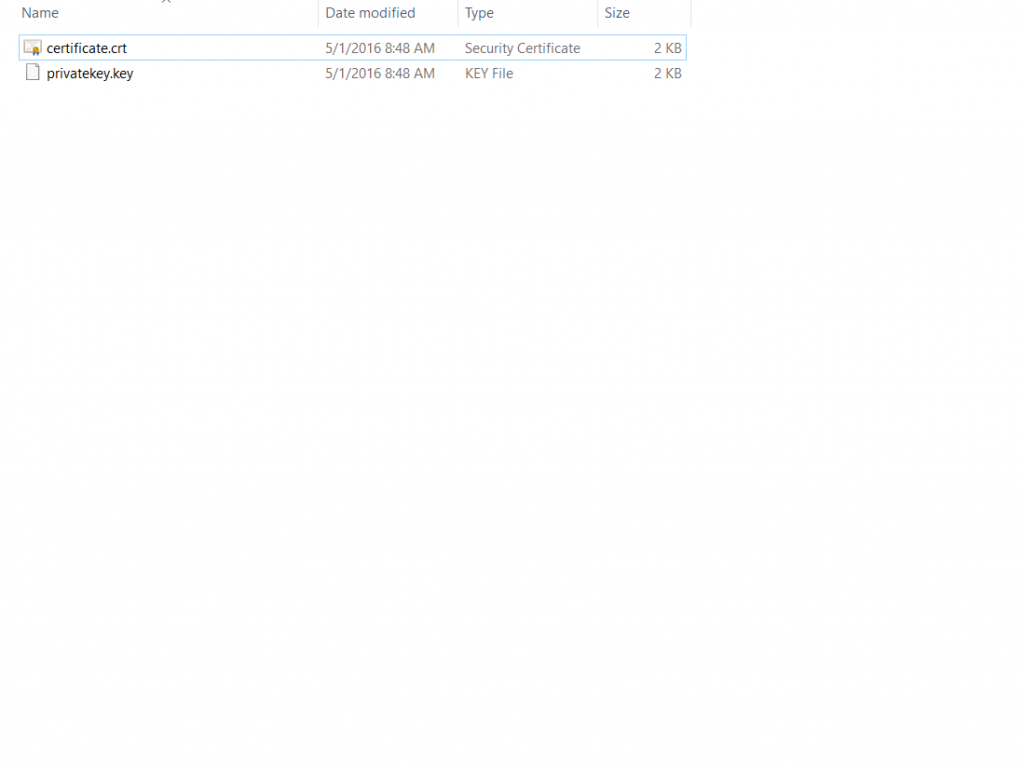 Name Date modified Type Size
certificate.crt 5/1/2016 8:48 AM Security Certificate 2 KB
privatekey.key 5/1/2016 8:48 AM KEY File 2 KB